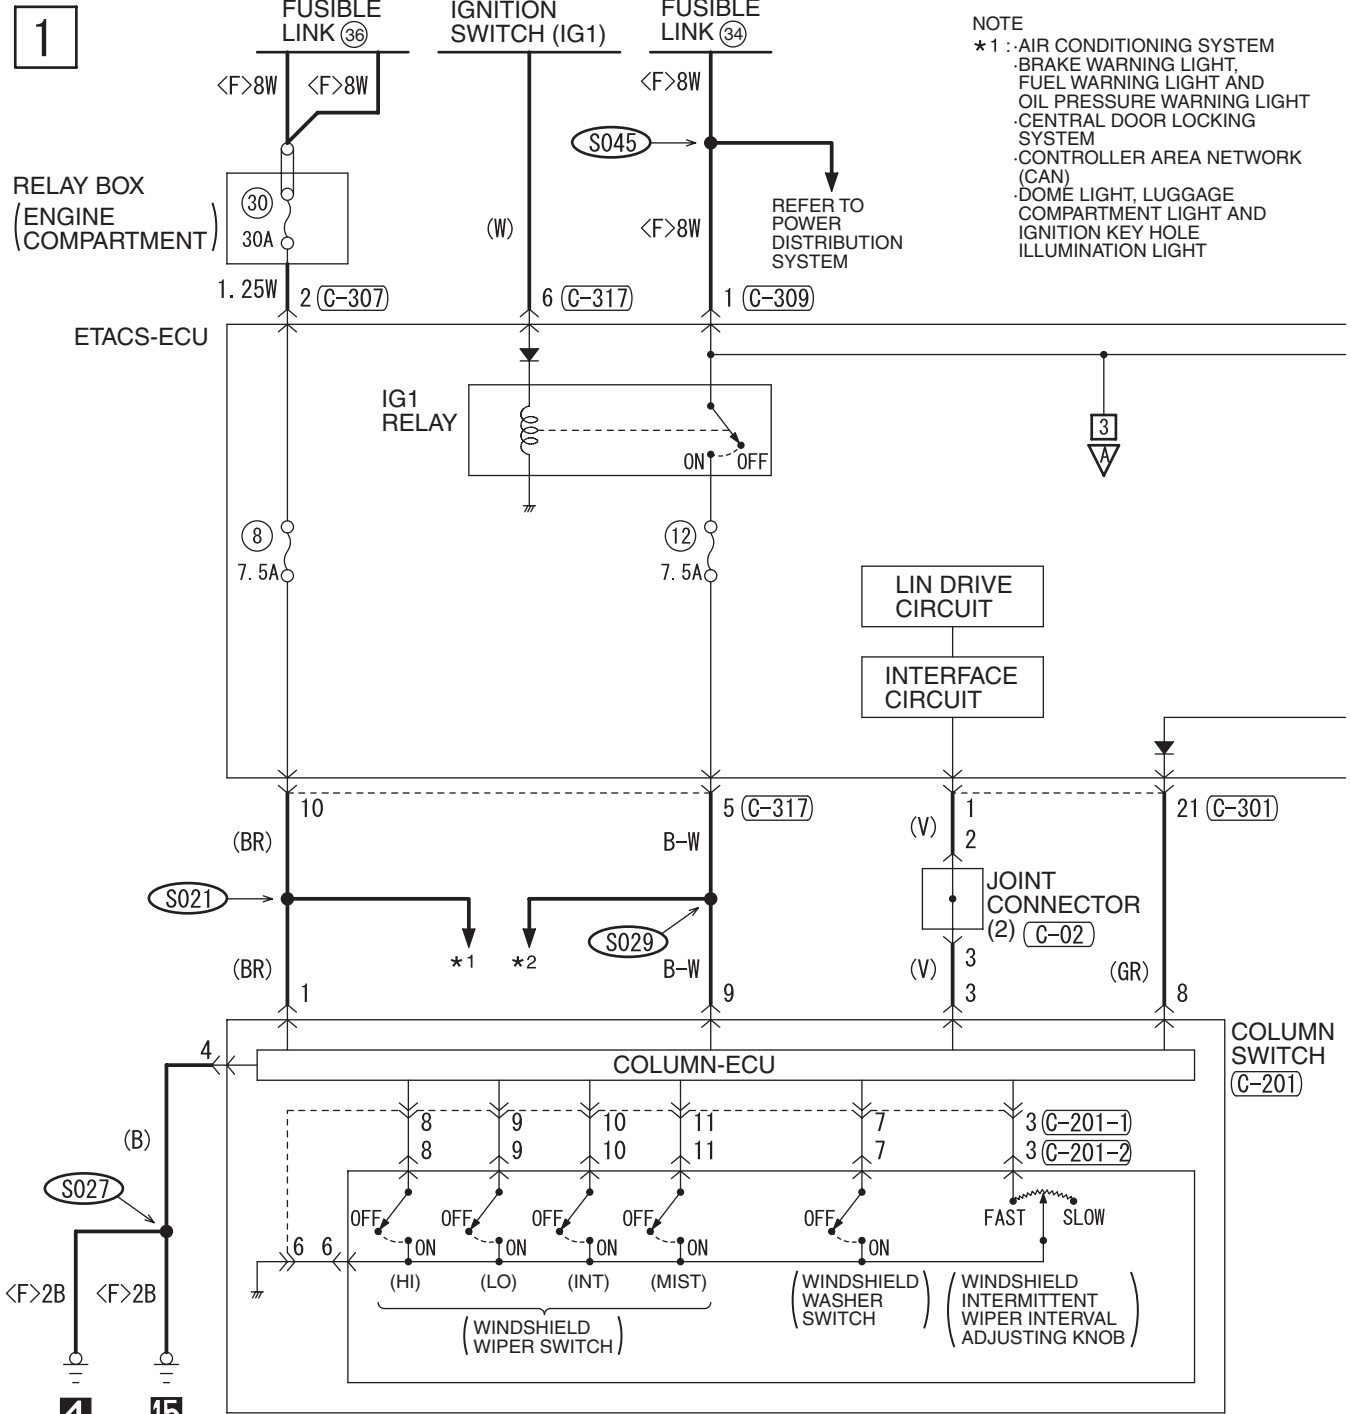 1
FUSIBLE
LINK 36
IGNITION
SWITCH (IG1)
FUSIBLE
LINK 34
NOTE
*1 : ·AIR CONDITIONING SYSTEM
·BRAKE WARNING LIGHT,
FUEL WARNING LIGHT AND
OIL PRESSURE WARNING LIGHT
·CENTRAL DOOR LOCKING
SYSTEM
·CONTROLLER AREA NETWORK
(CAN)
·DOME LIGHT, LUGGAGE
COMPARTMENT LIGHT AND
IGNITION KEY HOLE
ILLUMINATION LIGHT
<F>8W <F>8W
<F>8W
S045
RELAY BOX
(ENGINE
COMPARTMENT)
30
30A
(W)
<F>8W
REFER TO
POWER
DISTRIBUTION
SYSTEM
1.25W
2 (C-307)
6 (C-317)
1 (C-309)
ETACS-ECU
IG1
RELAY
ON OFF
3
A
8
7.5A
12
7.5A
LIN DRIVE
CIRCUIT
INTERFACE
CIRCUIT
10
5 (C-317)
1
21 (C-301)
(BR)
B-W
(V)
2
S021
S029
*1 *2
JOINT
CONNECTOR
(2) (C-02)
(BR)
B-W
(V)
3
(GR)
1
9
3
8
COLUMN
SWITCH
(C-201)
4
COLUMN-ECU
(B)
8 9 10 11 7 3 (C-201-1)
8 9 10 11 7 3 (C-201-2)
S027
OFF OFF OFF OFF OFF FAST SLOW
6 6 ON ON ON ON ON
(HI) (LO) (INT) (MIST)
(WINDSHIELD
WIPER SWITCH)
(WINDSHIELD
WASHER
SWITCH)
(WINDSHIELD
INTERMITTENT
WIPER INTERVAL
ADJUSTING KNOB)
<F>2B <F>2B
4 15